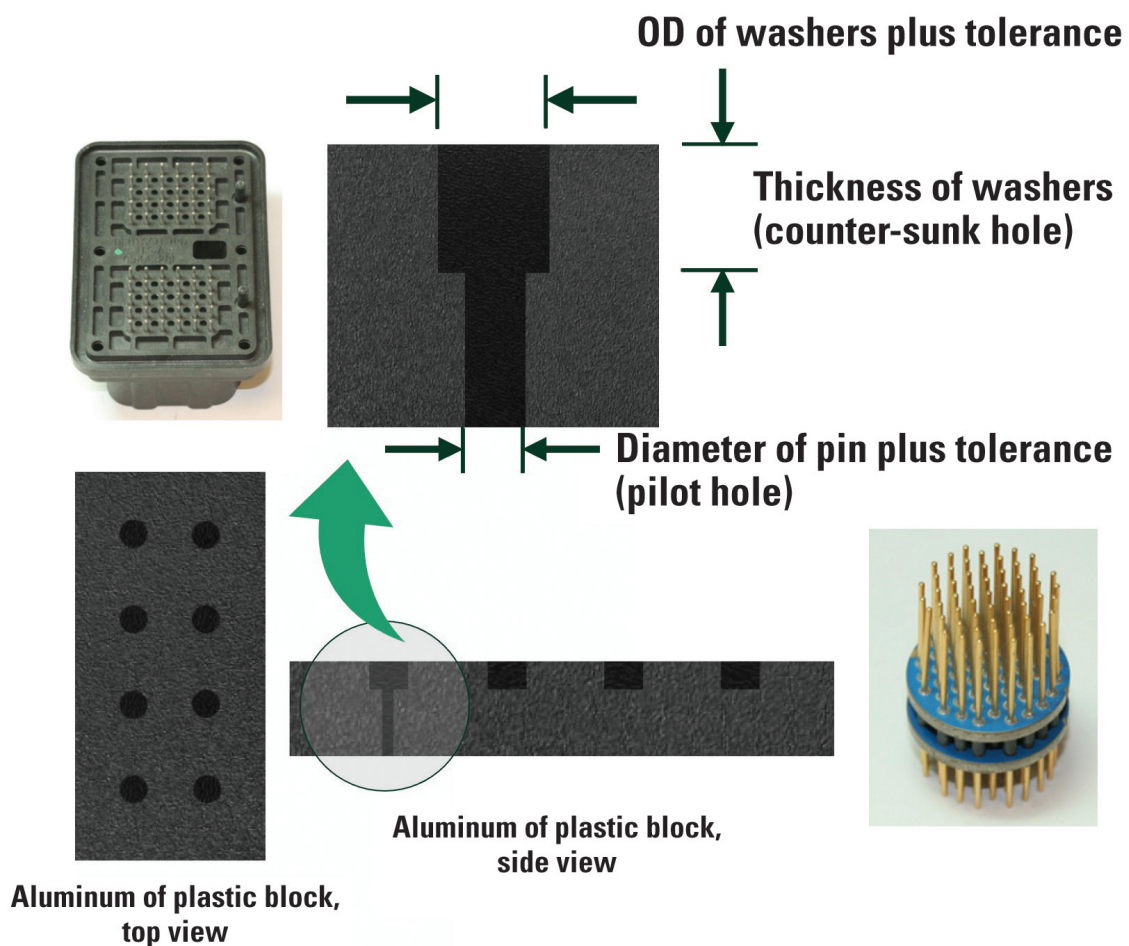 OD of washers plus tolerance
Thickness of washers
(counter-sunk hole)
Diameter of pin plus tolerance
(pilot hole)
Aluminum of plastic block,
side view
Aluminum of plastic block,
top view